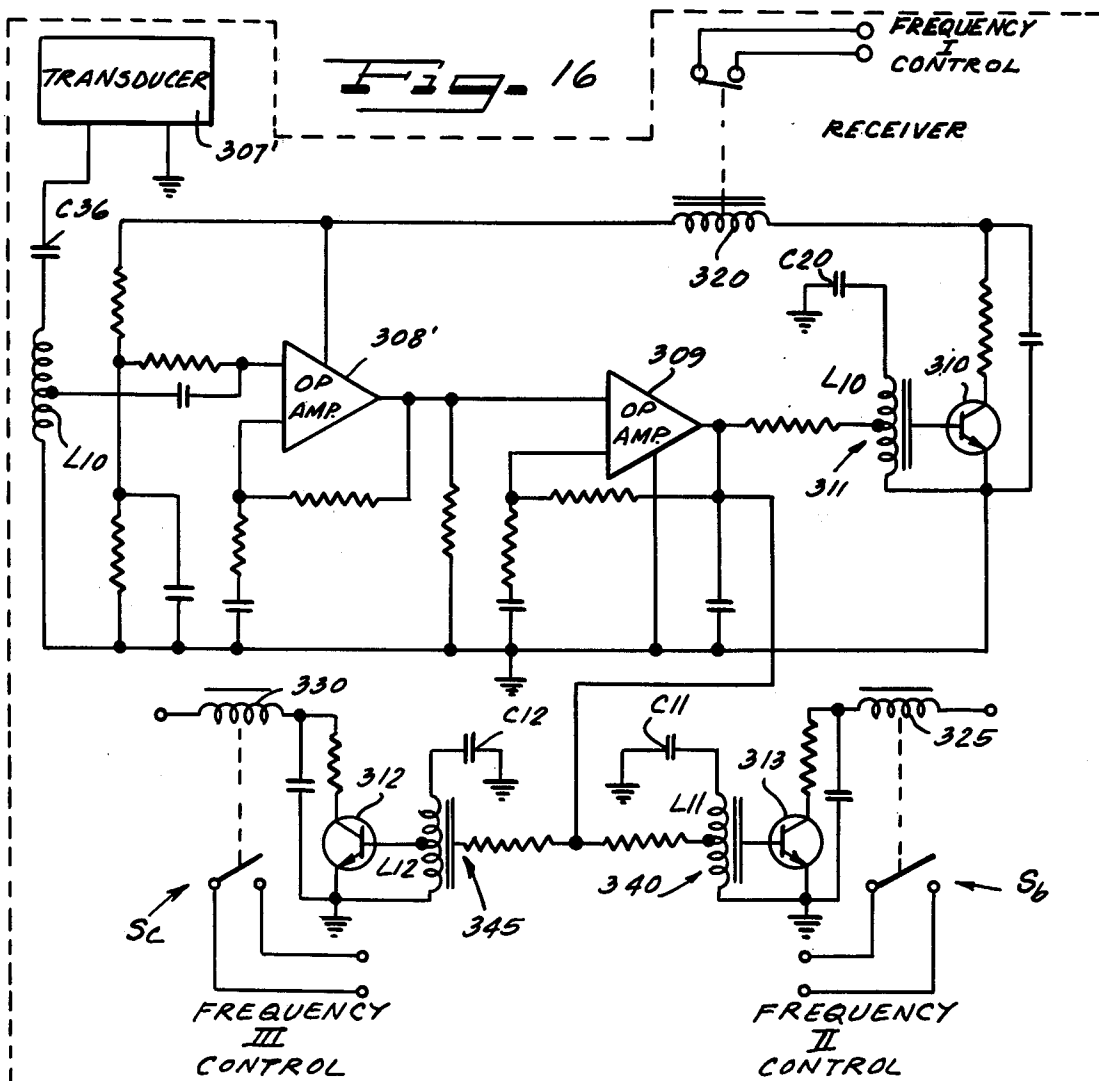 FREQUENCY
I
CONTROL
TRANSDUCER
Fig. 16
RECEIVER
307
C36
320
C20
308'
309
L10
310
OP
AMP.
OP
AMP.
L10
311
330
C12
C11
325
312
313
L11
L12
340
345
Sc
Sb
FREQUENCY
III
CONTROL
FREQUENCY
II
CONTROL